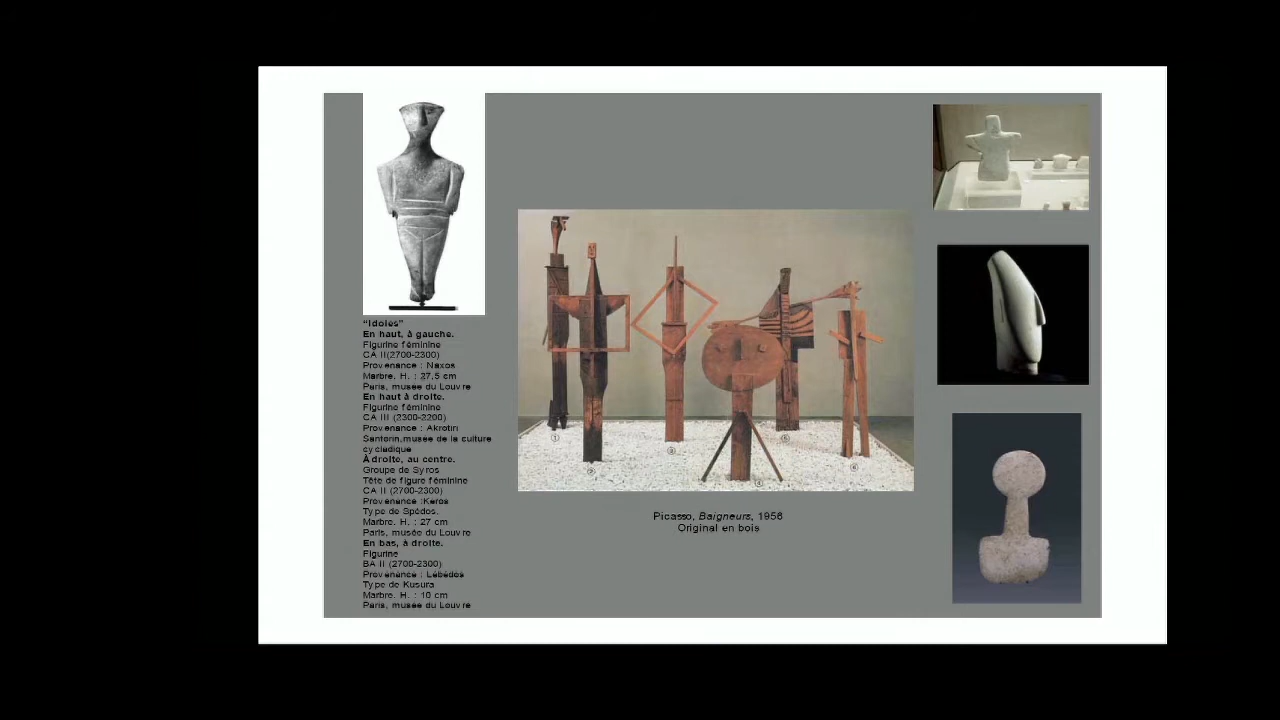 "Idoles"
En haut, à gauche.
Figurine féminine
CA II(2700-2300)
Provenance : Naxos
Marbre. H. : 27,5 cm
Paris, musée du Louvre
En haut à droite.
Figurine féminine
CA III (2300-2200)
Provenance : Akrotiri
Santorin,musée de la culture
cycladique
À droite, au centre.
Groupe de Syros
Tête de figure féminine
CA II (2700-2300)
Provenance :Kéros
Type de Spédos.
Marbre. H. : 27 cm
Paris, musée du Louvre
En bas, à droite.
Figurine
BA II (2700-2300)
Provenance : Lébédos
Type de Kusura
Marbre. H. : 10 cm
Paris, musée du Louvre
Picasso, Baigneurs, 1956
Original en bois